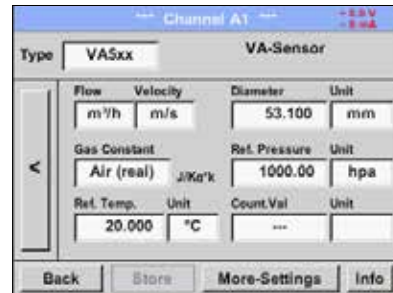 *** Channel A1 ***
Type VA5xx VA-Sensor
Flow Velocity Diameter Unit
m³/h m/s 53.100 mm
Gas Constant Ref. Pressure Unit
< Air (real) J/Kg*k 1000.00 hpa
Ref. Temp. Unit Count.Val Unit
20.000 °C ---
Back Store More-Settings Info